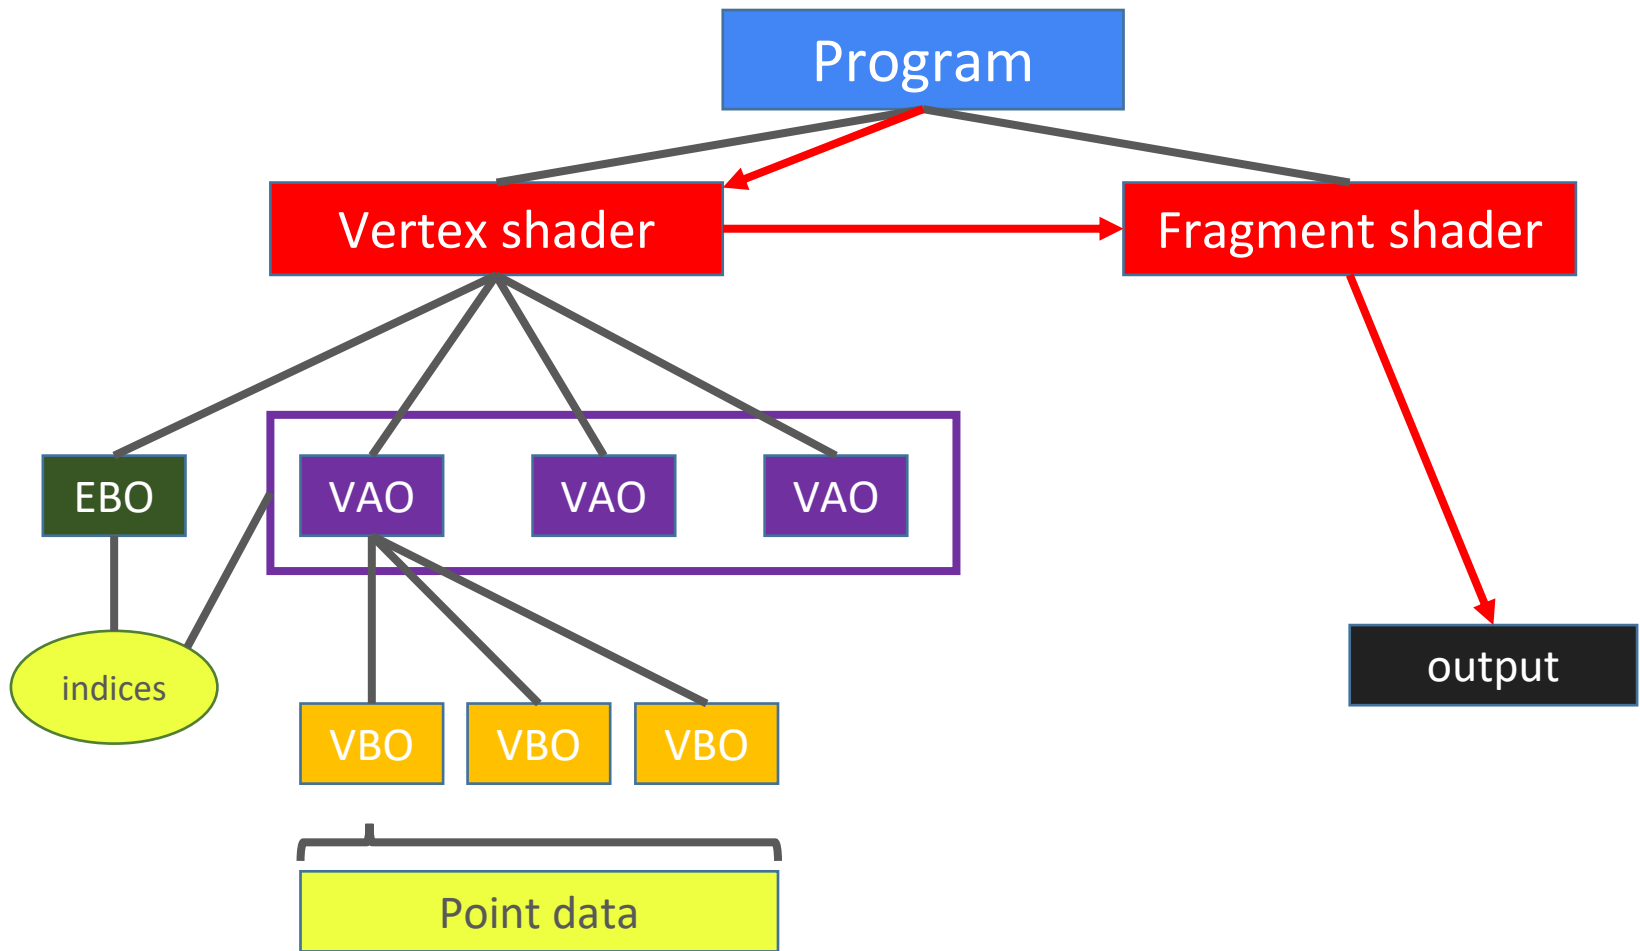 Program
Vertex shader
Fragment shader
EBO
VAO
VAO
VAO
indices
output
VBO
VBO
VBO
Point data